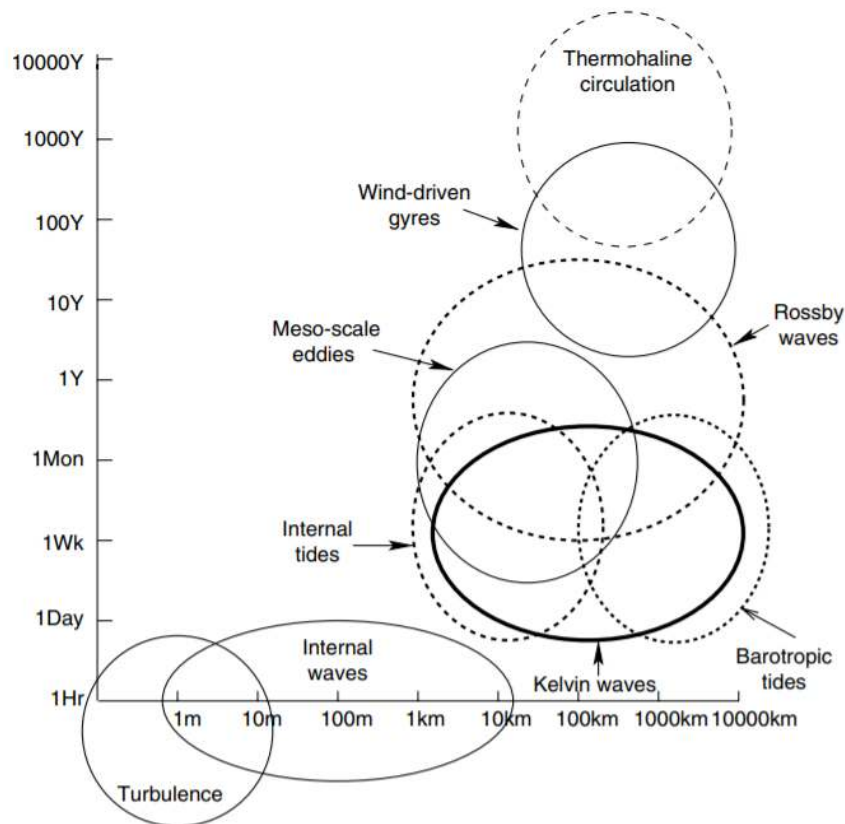 10000Y
Thermohaline
circulation
1000Y
Wind-driven
gyres
100Y
10Y
Meso-scale
eddies
Rossby
waves
1Y
1Mon
Internal
tides
1Wk
1Day
Internal
waves
Barotropic
tides
Kelvin waves
1Hr
1m 10m 100m 1km 10km 100km 1000km 10000km
Turbulence